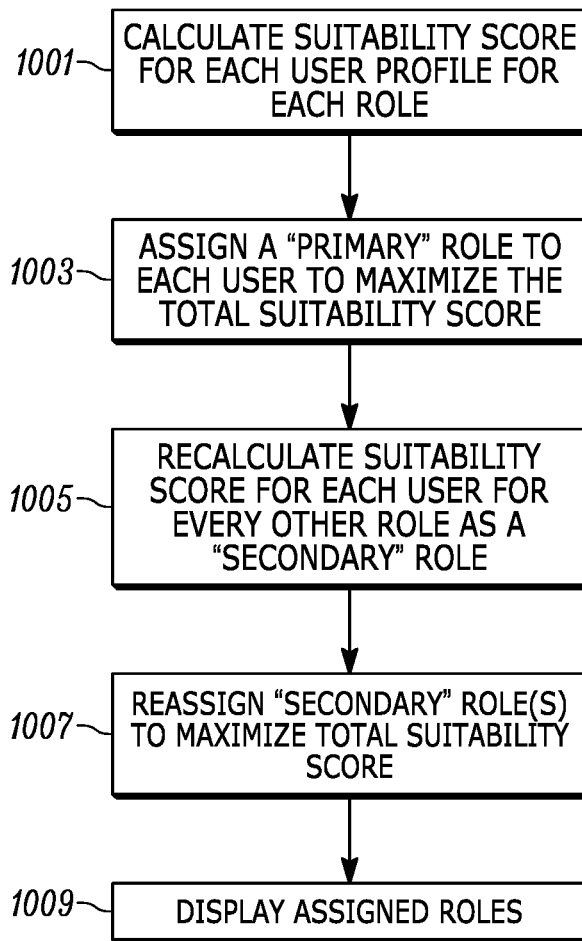 1001
CALCULATE SUITABILITY SCORE
FOR EACH USER PROFILE FOR
EACH ROLE
1003
ASSIGN A “PRIMARY” ROLE TO
EACH USER TO MAXIMIZE THE
TOTAL SUITABILITY SCORE
1005
RECALCULATE SUITABILITY
SCORE FOR EACH USER FOR
EVERY OTHER ROLE AS A
“SECONDARY” ROLE
1007
REASSIGN “SECONDARY” ROLE(S)
TO MAXIMIZE TOTAL SUITABILITY
SCORE
1009
DISPLAY ASSIGNED ROLES